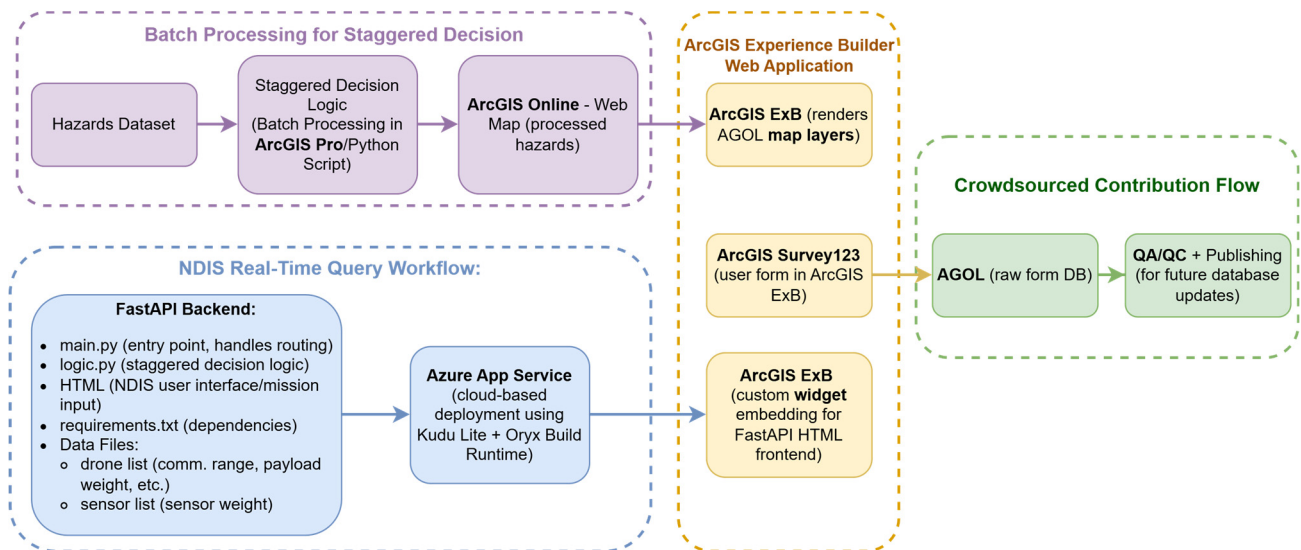 Batch Processing for Staggered Decision
Hazards Dataset
Staggered Decision
Logic
(Batch Processing in
ArcGIS Pro/Python
Script)
ArcGIS Online - Web
Map (processed
hazards)
ArcGIS Experience Builder
Web Application
ArcGIS ExB (renders
AGOL map layers)
ArcGIS Survey123
(user form in ArcGIS
ExB)
ArcGIS ExB
(custom widget
embedding for
FastAPI HTML
frontend)
Crowdsourced Contribution Flow
AGOL (raw form DB)
QA/QC + Publishing
(for future database
updates)
NDIS Real-Time Query Workflow:
FastAPI Backend:
• main.py (entry point, handles routing)
• logic.py (staggered decision logic)
• HTML (NDIS user interface/mission
input)
• requirements.txt (dependencies)
• Data Files:
◦ drone list (comm. range, payload
weight, etc.)
◦ sensor list (sensor weight)
Azure App Service
(cloud-based
deployment using
Kudu Lite + Oryx Build
Runtime)